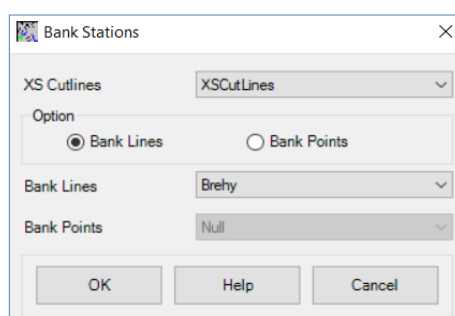 Bank Stations
XS Cutlines XSCutLines
Option
Bank Lines Bank Points
Bank Lines Brehy
Bank Points Null
OK Help Cancel